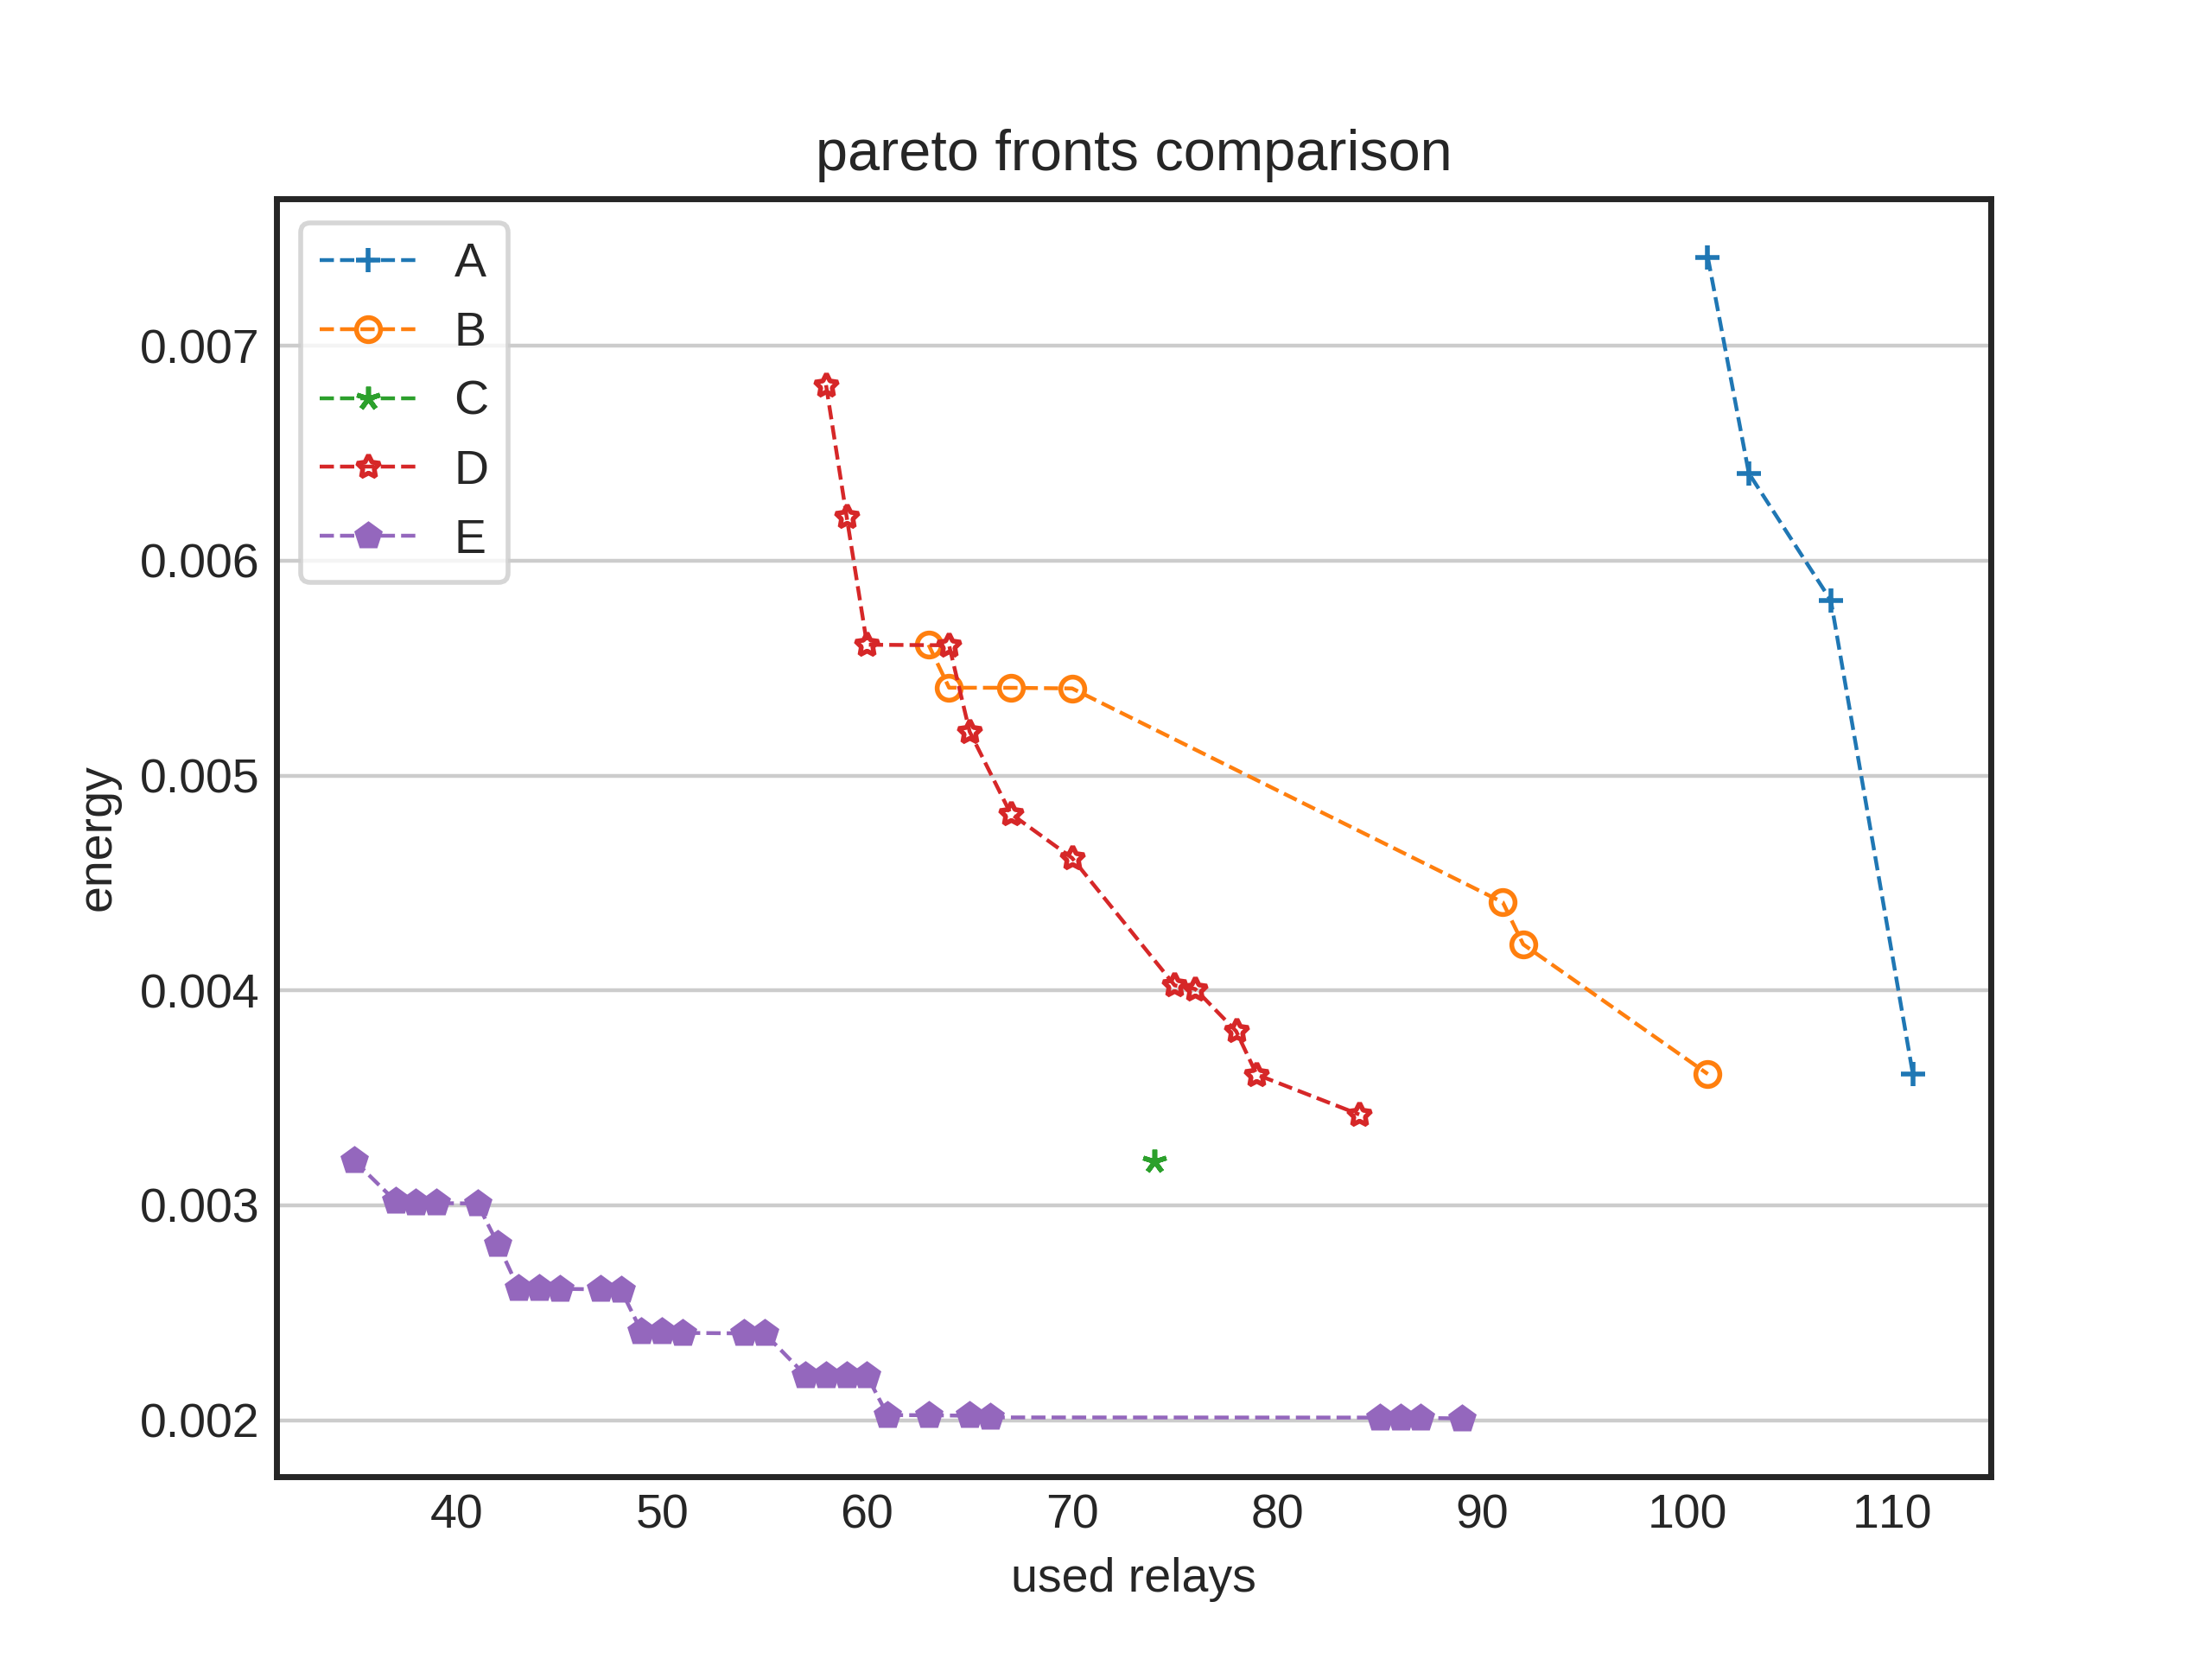 pareto fronts comparison
A
B
C
D
E
0.007
0.006
0.005
0.004
0.003
0.002
energy
40 50 60 70 80 90 100 110
used relays